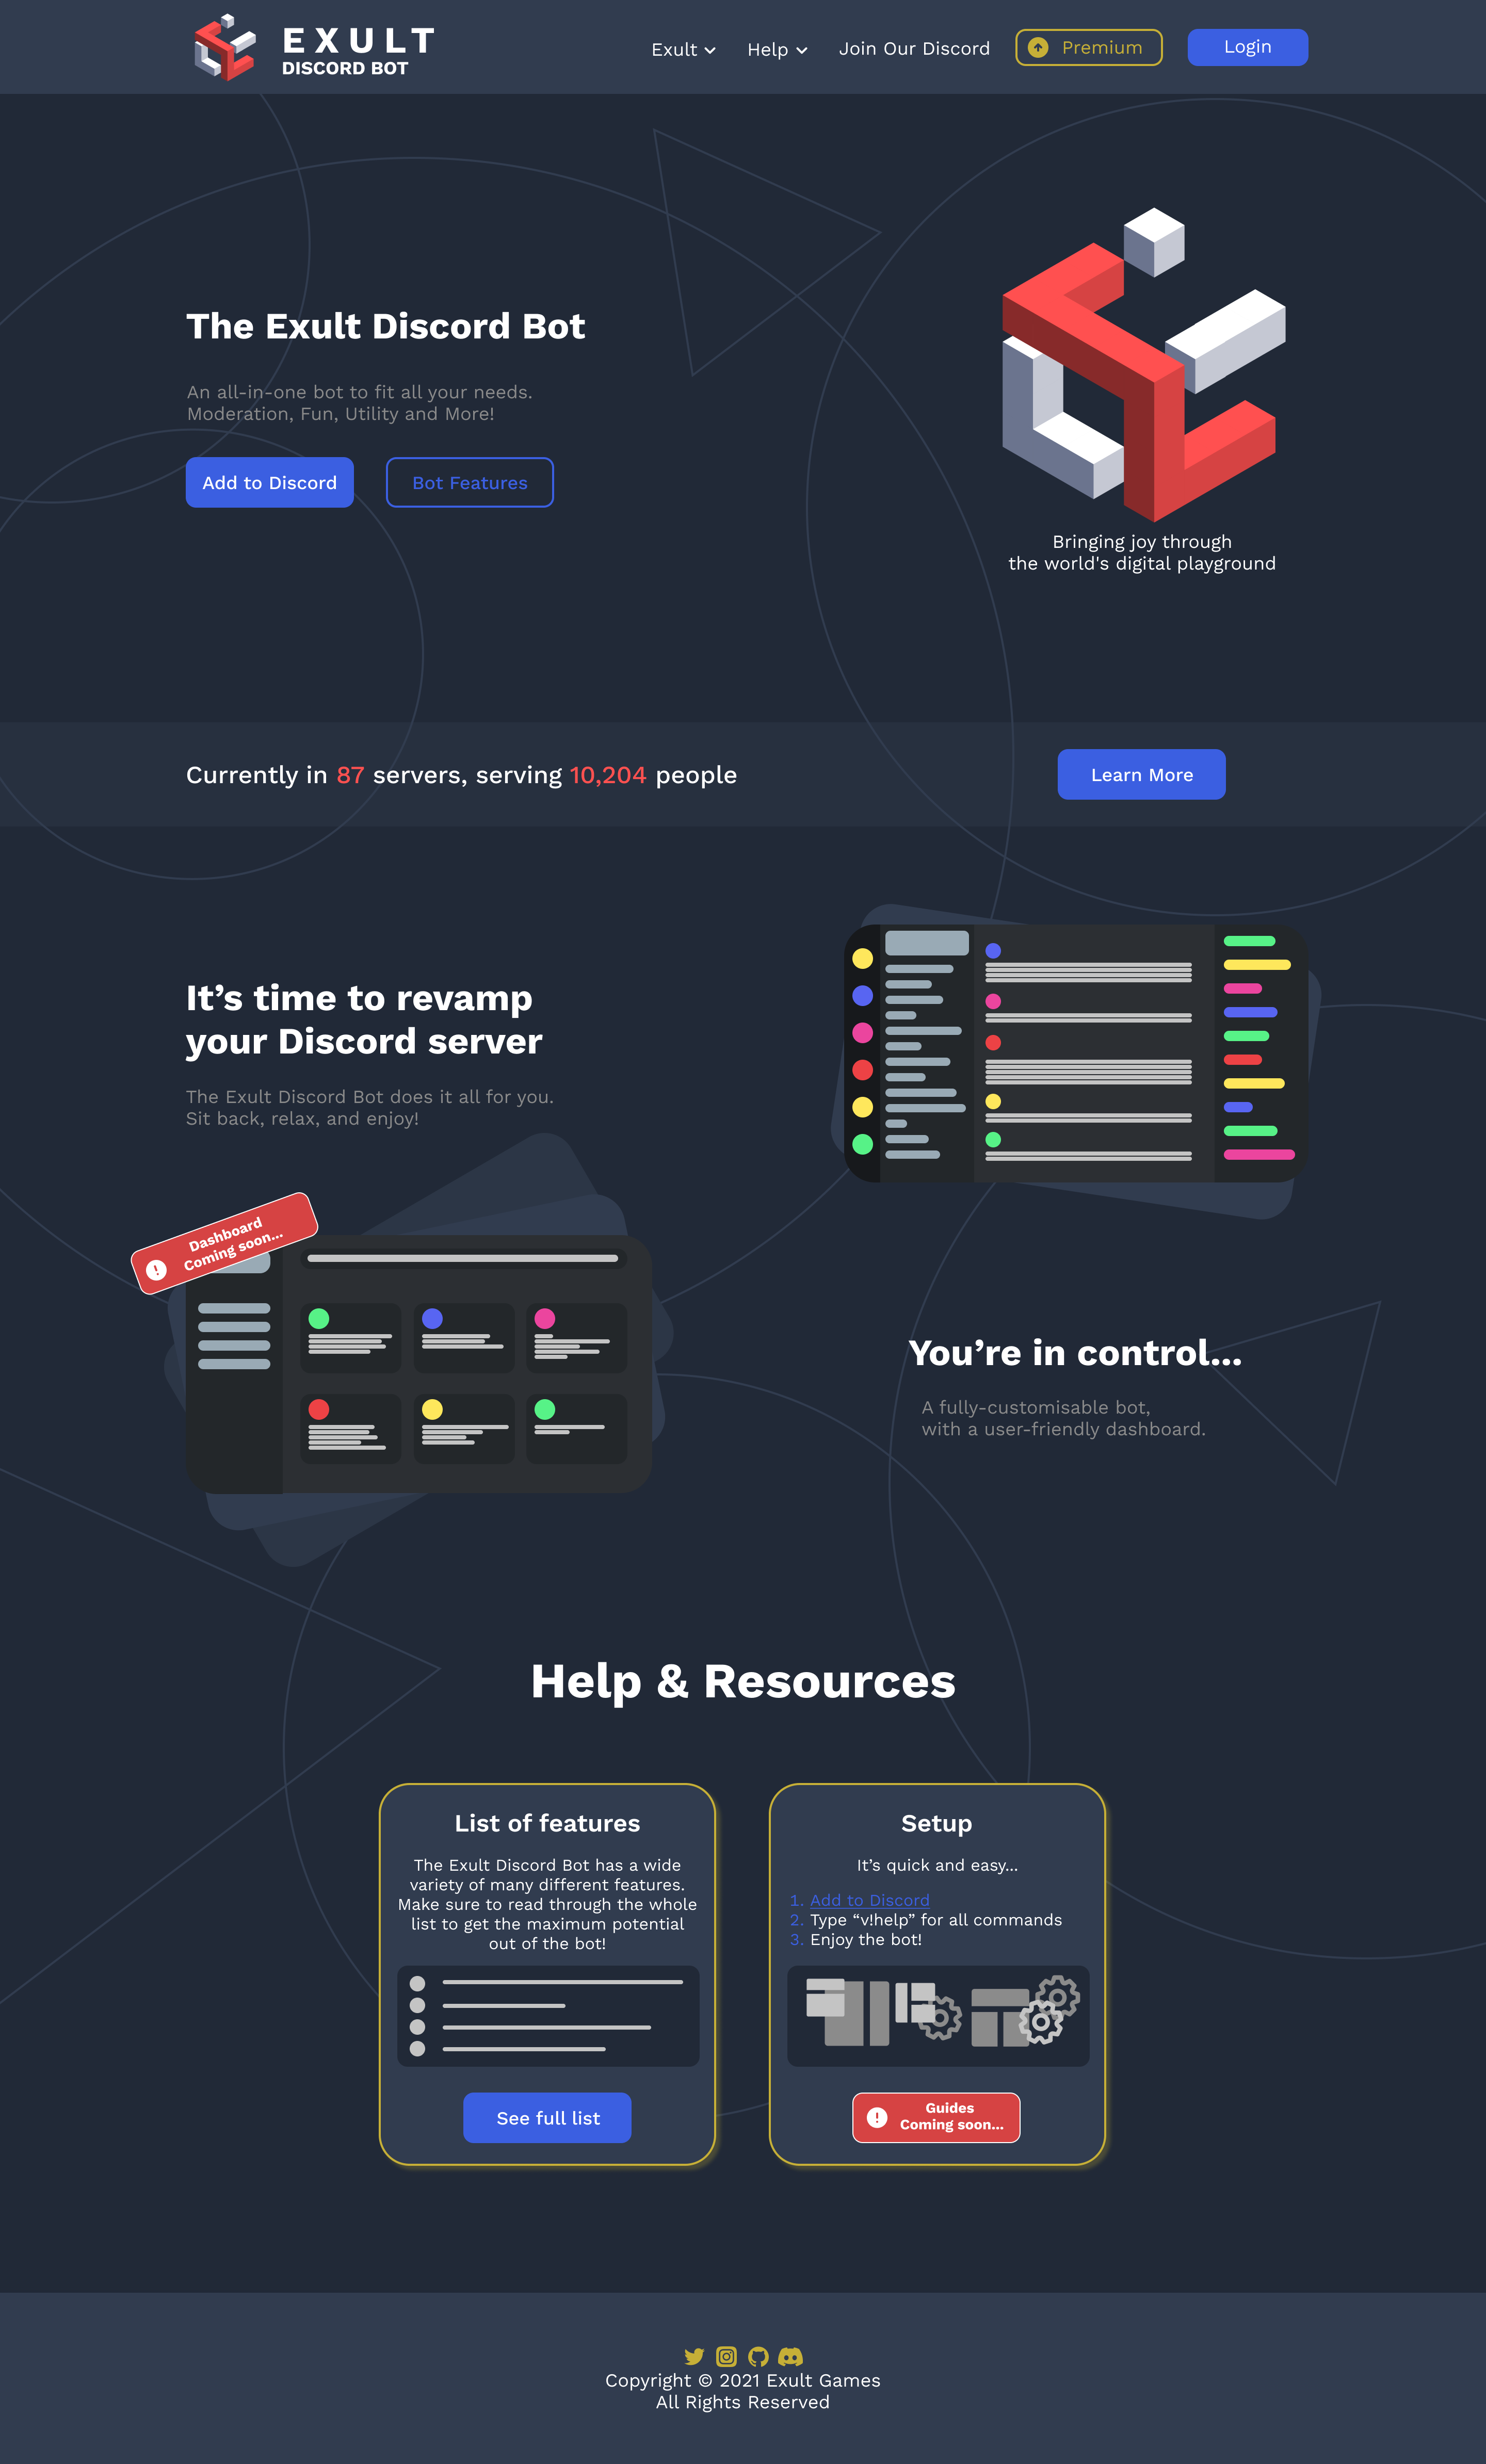 EXULT
DISCORD BOT
Exult
Help
Join Our Discord
Premium
Login
The Exult Discord Bot
An all-in-one bot to fit all your needs.
Moderation, Fun, Utility and More!
Add to Discord
Bot Features
Bringing joy through
the world's digital playground
Currently in 87 servers, serving 10,204 people
Learn More
It’s time to revamp
your Discord server
The Exult Discord Bot does it all for you.
Sit back, relax, and enjoy!
Dashboard
Coming soon...
You’re in control...
A fully-customisable bot,
with a user-friendly dashboard.
Help & Resources
List of features
The Exult Discord Bot has a wide
variety of many different features.
Make sure to read through the whole
list to get the maximum potential
out of the bot!
See full list
Setup
It’s quick and easy...
1. Add to Discord
2. Type “v!help” for all commands
3. Enjoy the bot!
Guides
Coming soon...
Copyright © 2021 Exult Games
All Rights Reserved